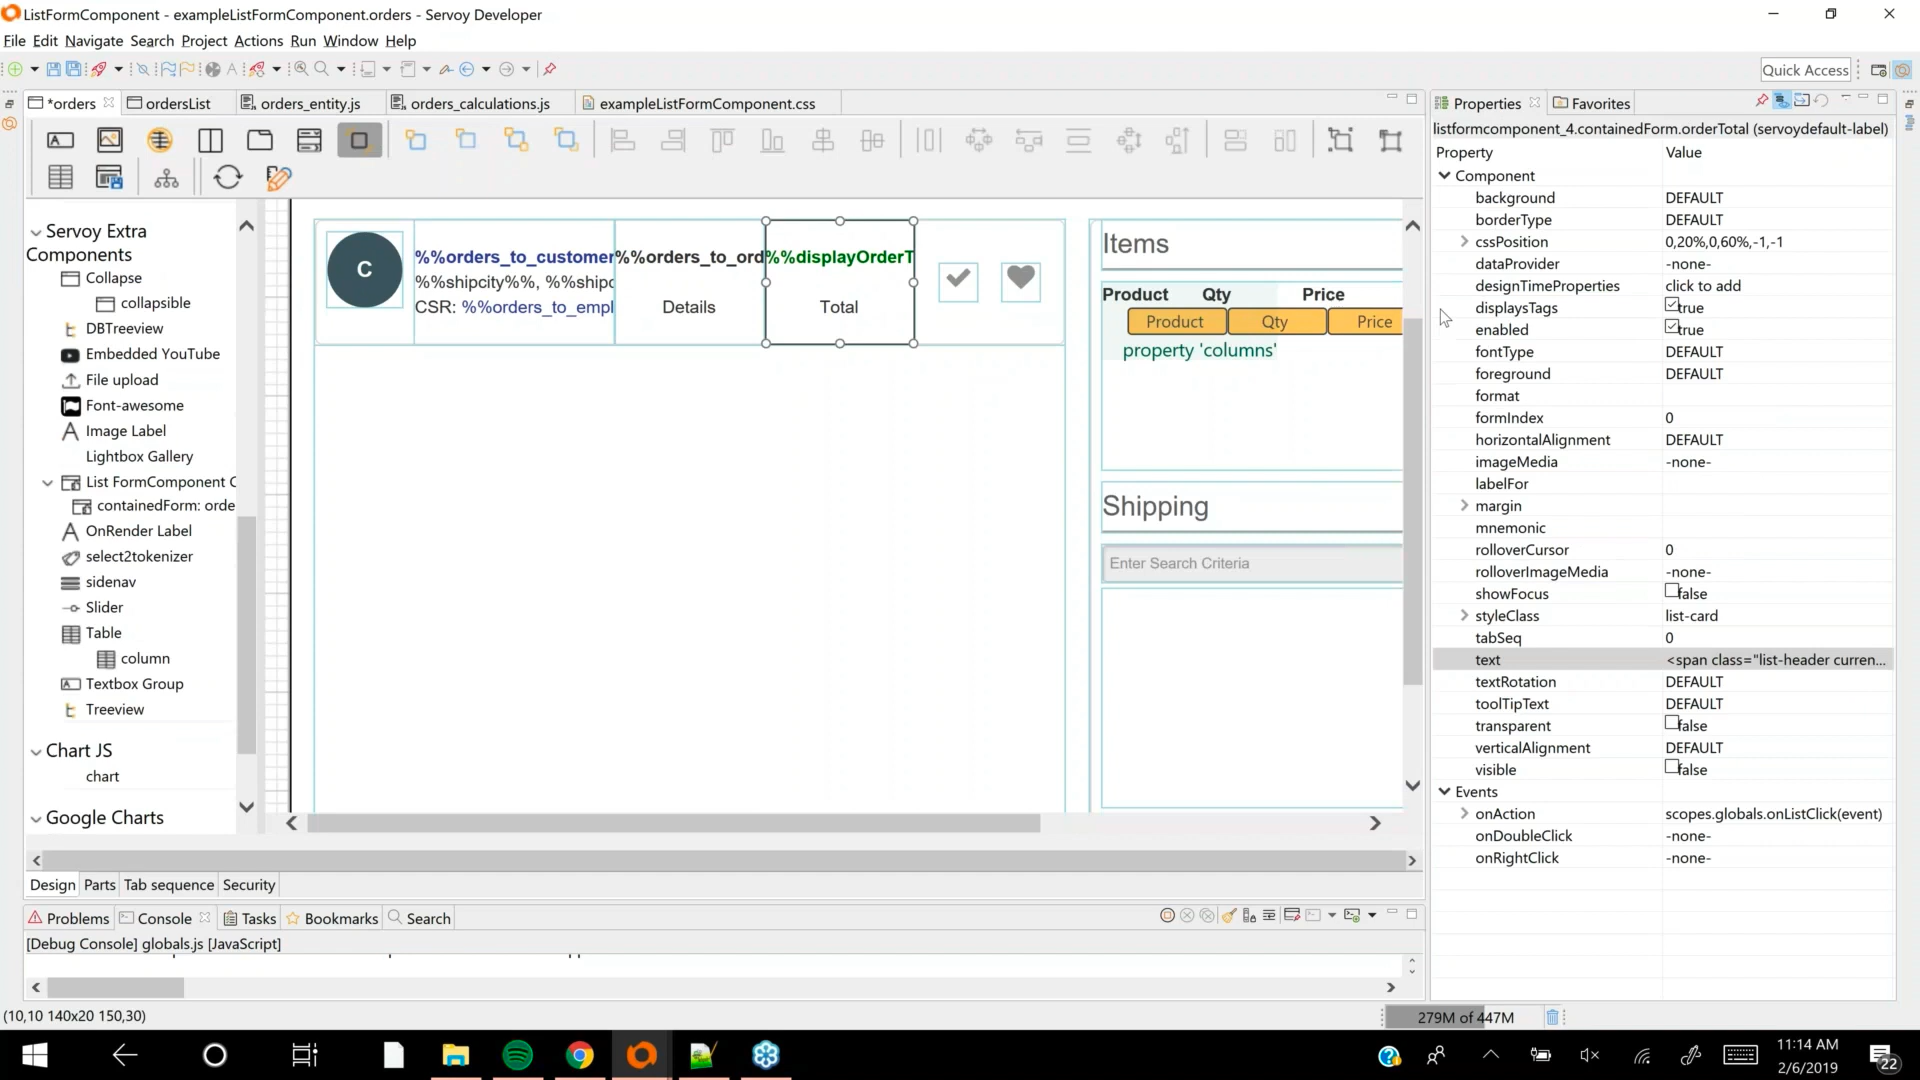 ListFormComponent - exampleListFormComponent.orders - Servoy Developer
File Edit Navigate Search Project Actions Run Window Help
Quick Access
*orders ordersList orders_entity.js orders_calculations.js exampleListFormComponent.css
Servoy Extra
Components
Collapse
collapsible
DBTreeview
Embedded YouTube
File upload
Font-awesome
Image Label
Lightbox Gallery
List FormComponent C
containedForm: orde
OnRender Label
select2tokenizer
sidenav
Slider
Table
column
Textbox Group
Treeview
Chart JS
chart
Google Charts
C
%%orders_to_customer
%%shipcity%%, %%shipc
CSR: %%orders_to_empl
%%orders_to_ord
Details
%%displayOrderT
Total
Items
Product Qty Price
Product Qty Price
property 'columns'
Shipping
Enter Search Criteria
Design Parts Tab sequence Security
Problems Console Tasks Bookmarks Search
[Debug Console] globals.js [JavaScript]
(10,10 140x20 150,30)
279M of 447M
Properties Favorites
listformcomponent_4.containedForm.orderTotal (servoydefault-label)
Property Value
Component
background DEFAULT
borderType DEFAULT
cssPosition 0,20%,0,60%,-1,-1
dataProvider -none-
designTimeProperties click to add
displaysTags true
enabled true
fontType DEFAULT
foreground DEFAULT
format
formIndex 0
horizontalAlignment DEFAULT
imageMedia -none-
labelFor
margin
mnemonic
rolloverCursor 0
rolloverImageMedia -none-
showFocus false
styleClass list-card
tabSeq 0
text <span class="list-header curren...
textRotation DEFAULT
toolTipText DEFAULT
transparent false
verticalAlignment DEFAULT
visible false
Events
onAction scopes.globals.onListClick(event)
onDoubleClick -none-
onRightClick -none-
11:14 AM
2/6/2019
22